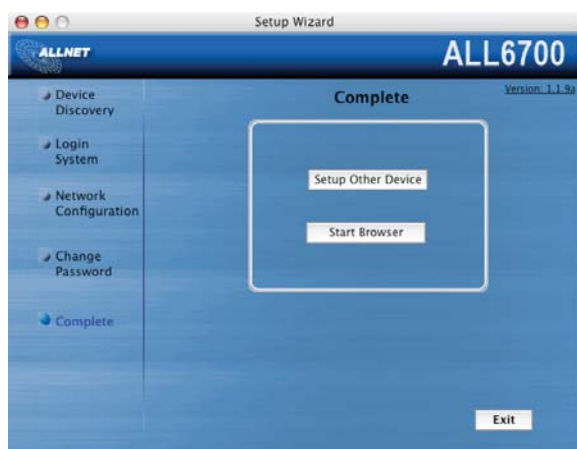 Setup Wizard
ALLNET
ALL6700
Version: 1.1.9a
Device
Discovery
Login
System
Network
Configuration
Change
Password
Complete
Complete
Setup Other Device
Start Browser
Exit